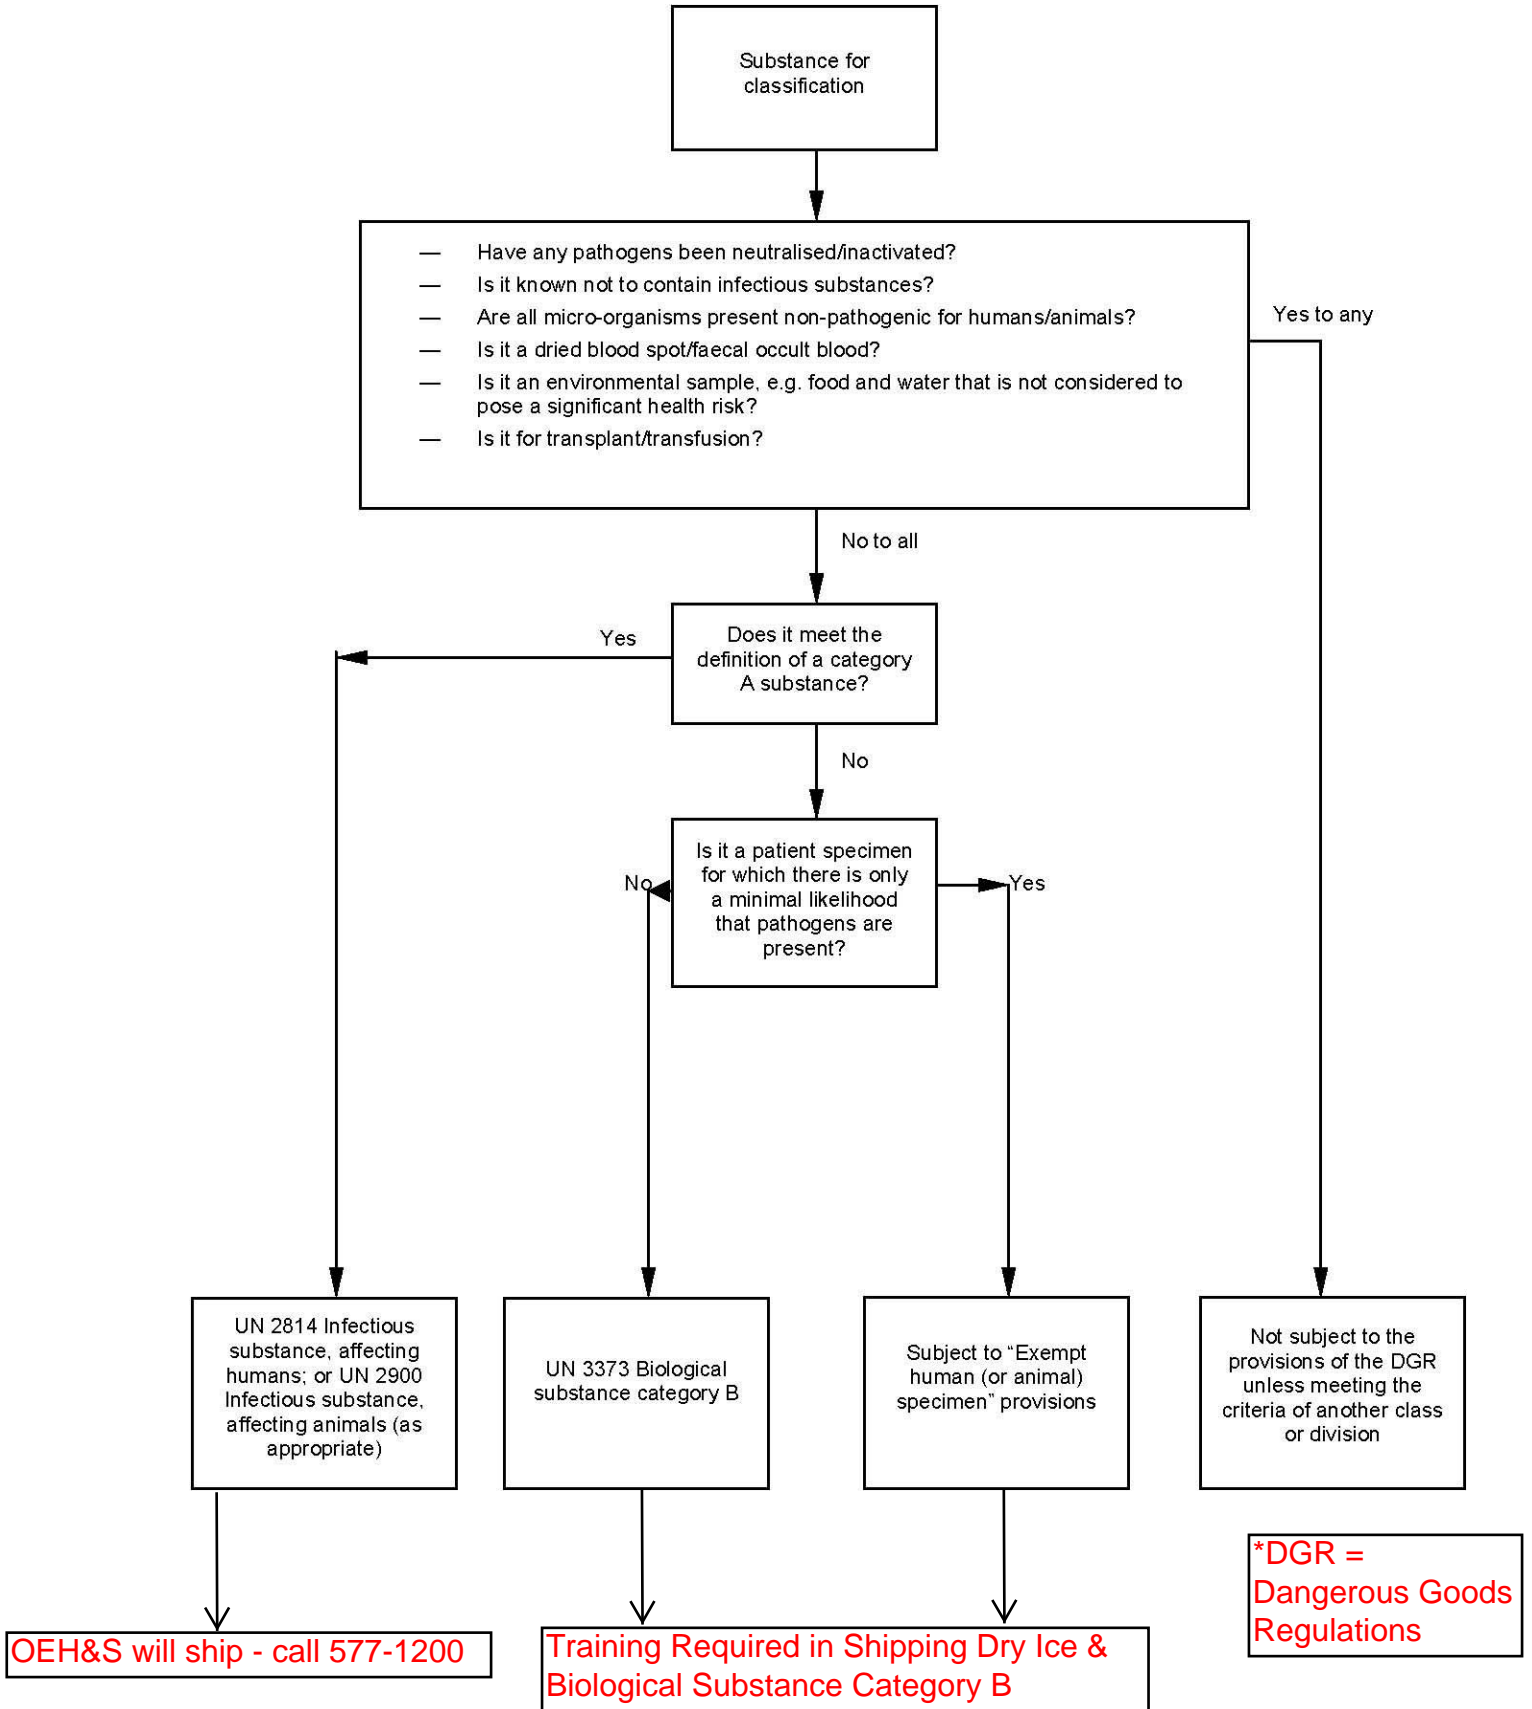 Substance for
classification
— Have any pathogens been neutralised/inactivated?
— Is it known not to contain infectious substances?
— Are all micro-organisms present non-pathogenic for humans/animals?
— Is it a dried blood spot/faecal occult blood?
— Is it an environmental sample, e.g. food and water that is not considered to
pose a significant health risk?
— Is it for transplant/transfusion?
Yes to any
No to all
Does it meet the
definition of a category
A substance?
Yes
No
Is it a patient specimen
for which there is only
a minimal likelihood
that pathogens are
present?
No
Yes
UN 2814 Infectious
substance, affecting
humans; or UN 2900
Infectious substance,
affecting animals (as
appropriate)
UN 3373 Biological
substance category B
Subject to “Exempt
human (or animal)
specimen” provisions
Not subject to the
provisions of the DGR
unless meeting the
criteria of another class
or division
*DGR =
Dangerous Goods
Regulations
OEH&S will ship - call 577-1200
Training Required in Shipping Dry Ice &
Biological Substance Category B